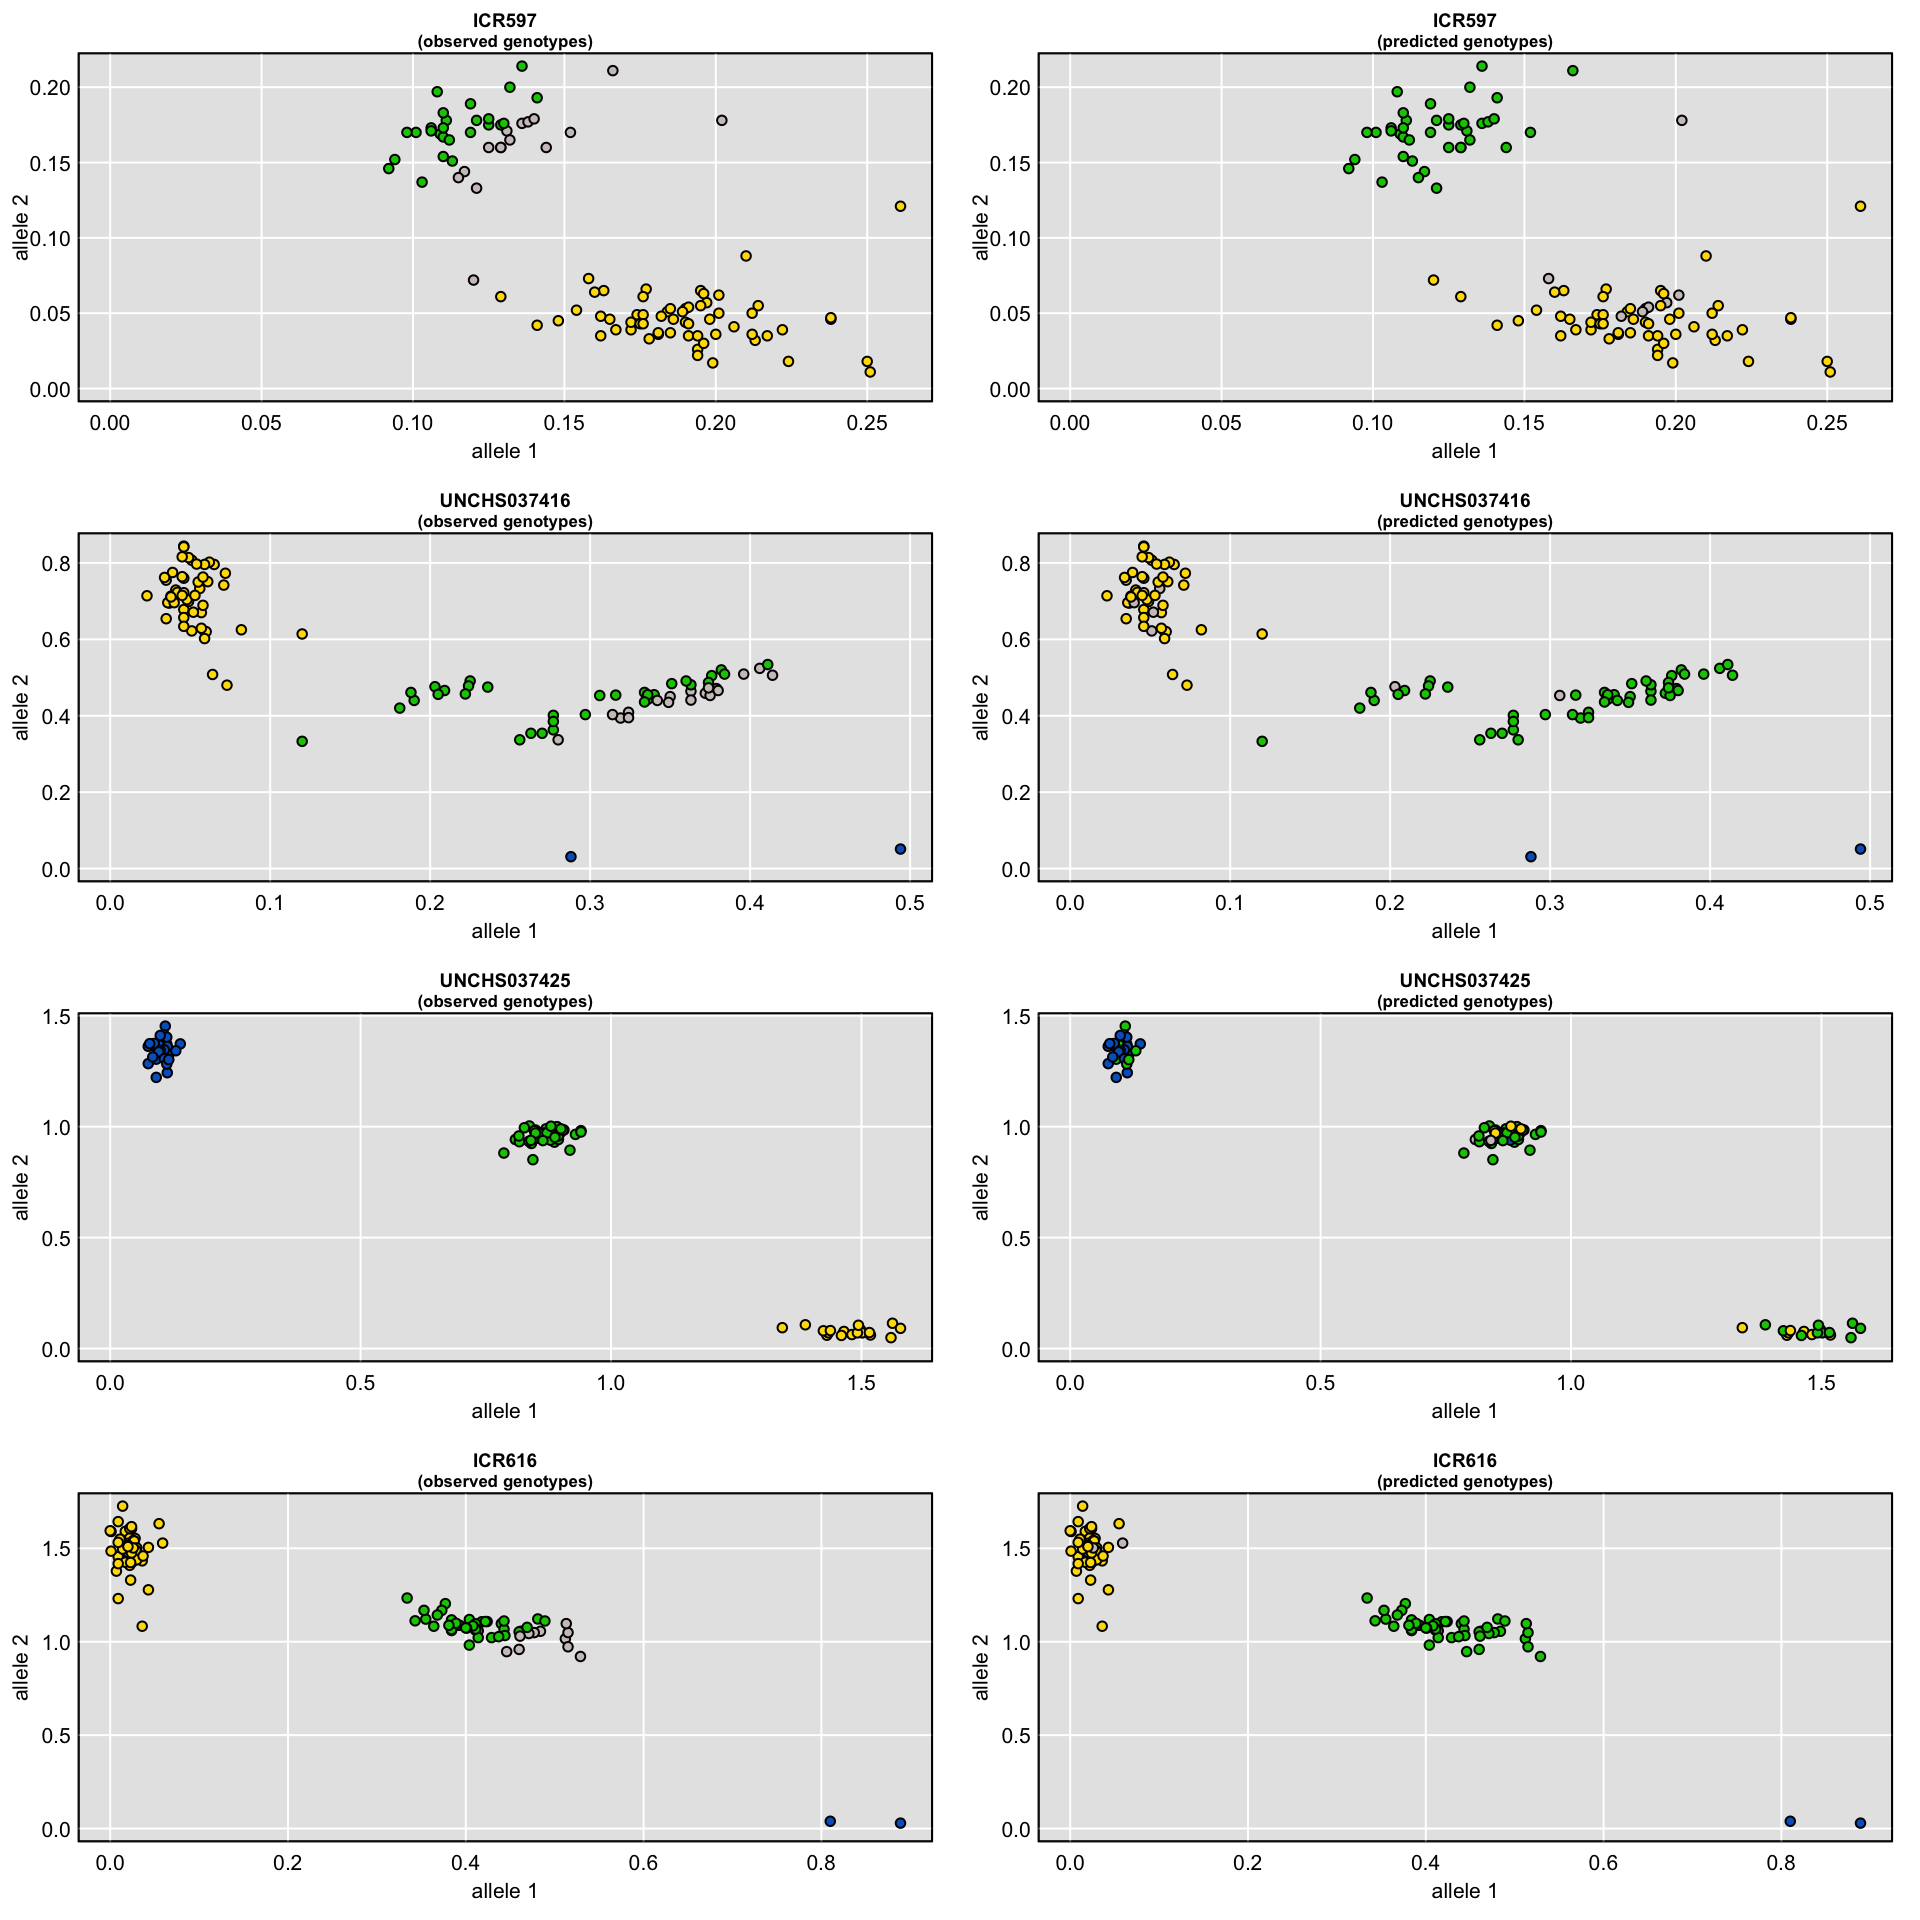 ICR597
(observed genotypes)
allele 2
0.20
0.15
0.10
0.05
0.00
0.00 0.05 0.10 0.15 0.20 0.25
allele 1
ICR597
(predicted genotypes)
allele 2
0.20
0.15
0.10
0.05
0.00
0.00 0.05 0.10 0.15 0.20 0.25
allele 1
UNCHS037416
(observed genotypes)
allele 2
0.8
0.6
0.4
0.2
0.0
0.0 0.1 0.2 0.3 0.4 0.5
allele 1
UNCHS037416
(predicted genotypes)
allele 2
0.8
0.6
0.4
0.2
0.0
0.0 0.1 0.2 0.3 0.4 0.5
allele 1
UNCHS037425
(observed genotypes)
allele 2
1.5
1.0
0.5
0.0
0.0 0.5 1.0 1.5
allele 1
UNCHS037425
(predicted genotypes)
allele 2
1.5
1.0
0.5
0.0
0.0 0.5 1.0 1.5
allele 1
ICR616
(observed genotypes)
allele 2
1.5
1.0
0.5
0.0
0.0 0.2 0.4 0.6 0.8
allele 1
ICR616
(predicted genotypes)
allele 2
1.5
1.0
0.5
0.0
0.0 0.2 0.4 0.6 0.8
allele 1